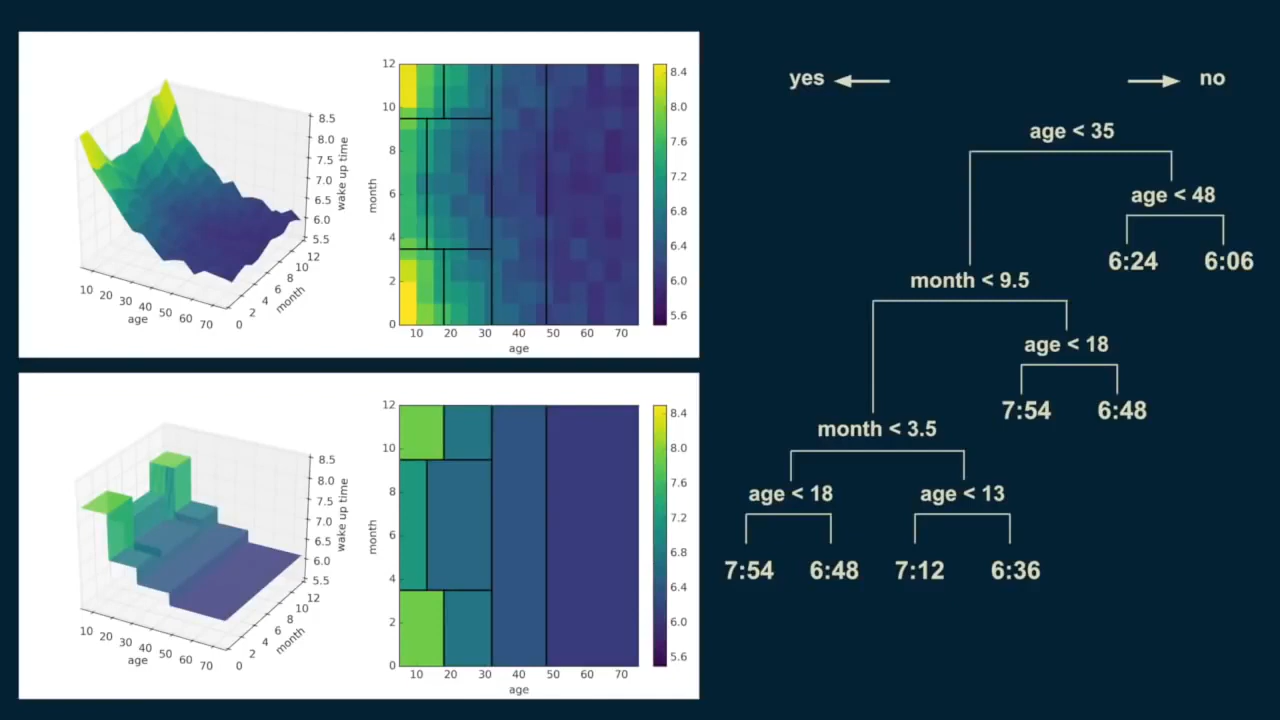 8.5
8.0
7.5
7.0
6.5
6.0
5.5
wake up time
10 20 30 40 50 60 70
age
0 2 4 6 8 10 12
month
12
10
8
6
4
2
0
month
10 20 30 40 50 60 70
age
8.4
8.0
7.6
7.2
6.8
6.4
6.0
5.6
8.5
8.0
7.5
7.0
6.5
6.0
5.5
wake up time
10 20 30 40 50 60 70
age
0 2 4 6 8 10 12
month
12
10
8
6
4
2
0
month
10 20 30 40 50 60 70
age
8.4
8.0
7.6
7.2
6.8
6.4
6.0
5.6
yes no
age < 35
age < 48
6:24 6:06
month < 9.5
age < 18
7:54 6:48
month < 3.5
age < 18 age < 13
7:54 6:48 7:12 6:36